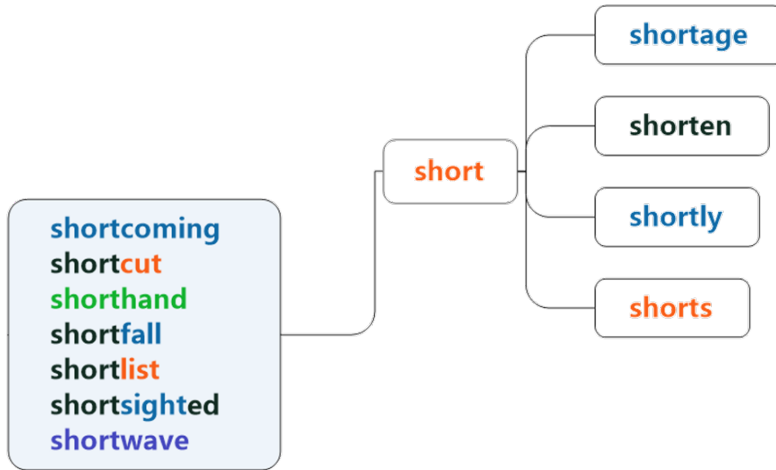 shortage
shorten
short
shortly
shorts
shortcoming
shortcut
shorthand
shortfall
shortlist
shortsighted
shortwave